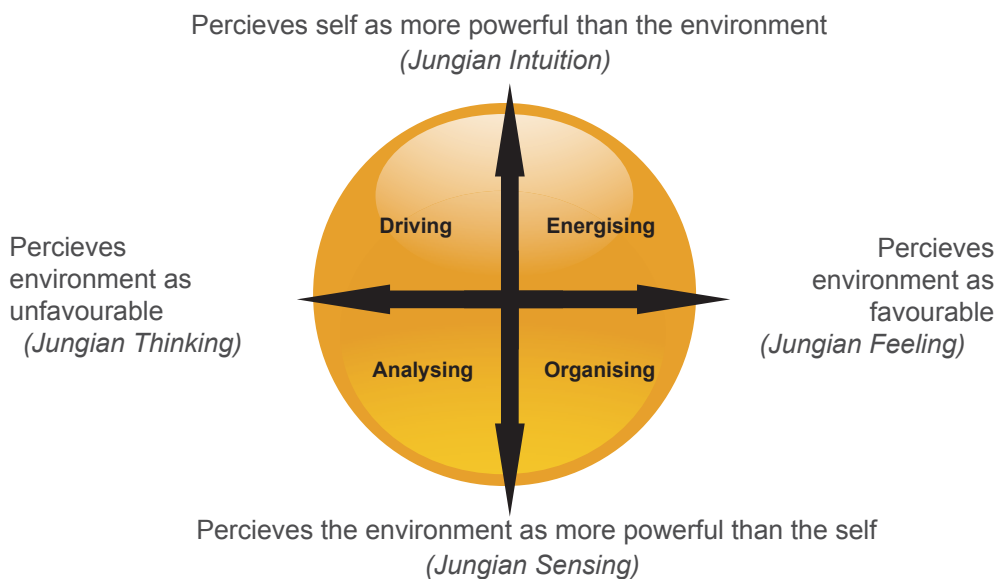 Percieves self as more powerful than the environment
(Jungian Intuition)
Driving
Energising
Percieves
environment as
unfavourable
(Jungian Thinking)
Percieves
environment as
favourable
(Jungian Feeling)
Analysing
Organising
Percieves the environment as more powerful than the self
(Jungian Sensing)